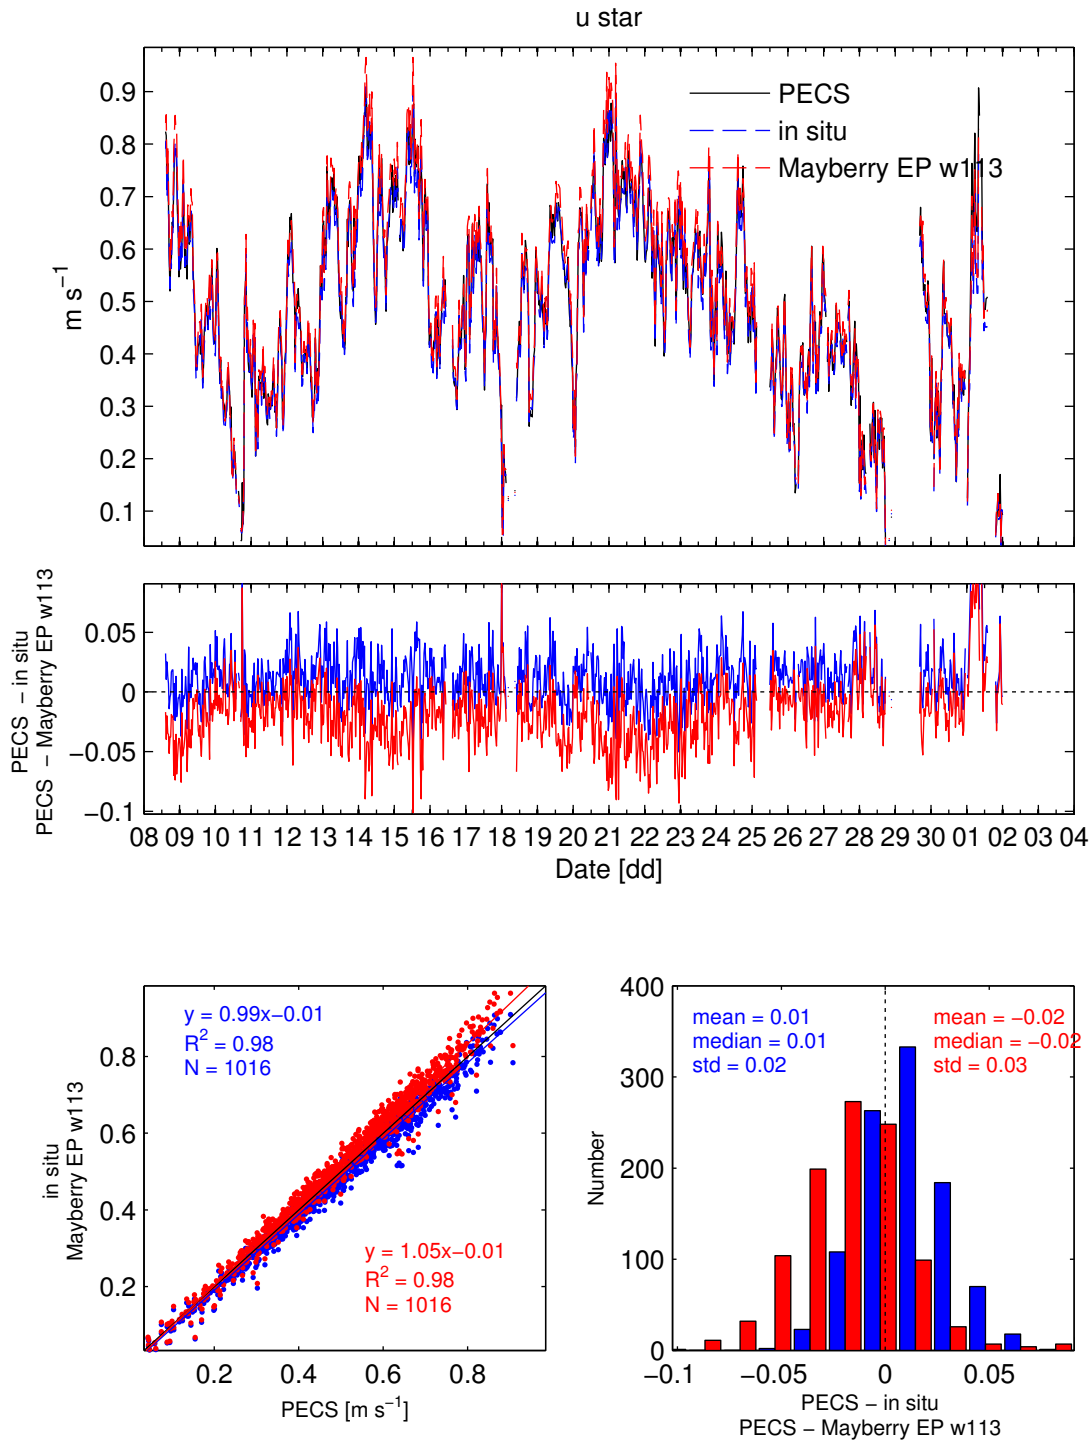 u star
0.9
0.8
0.7
0.6
0.5
0.4
0.3
0.2
0.1
m s⁻¹
PECS
in situ
Mayberry EP w113
PECS − in situ
PECS − Mayberry EP w113
0.05
0
−0.05
−0.1
08 09 10 11 12 13 14 15 16 17 18 19 20 21 22 23 24 25 26 27 28 29 30 01 02 03 04
Date [dd]
in situ
Mayberry EP w113
0.8
0.6
0.4
0.2
y = 0.99x−0.01
R² = 0.98
N = 1016
y = 1.05x−0.01
R² = 0.98
N = 1016
0.2 0.4 0.6 0.8
PECS [m s⁻¹]
Number
400
300
200
100
0
mean = 0.01
median = 0.01
std = 0.02
mean = −0.02
median = −0.02
std = 0.03
−0.1 −0.05 0 0.05
PECS − in situ
PECS − Mayberry EP w113